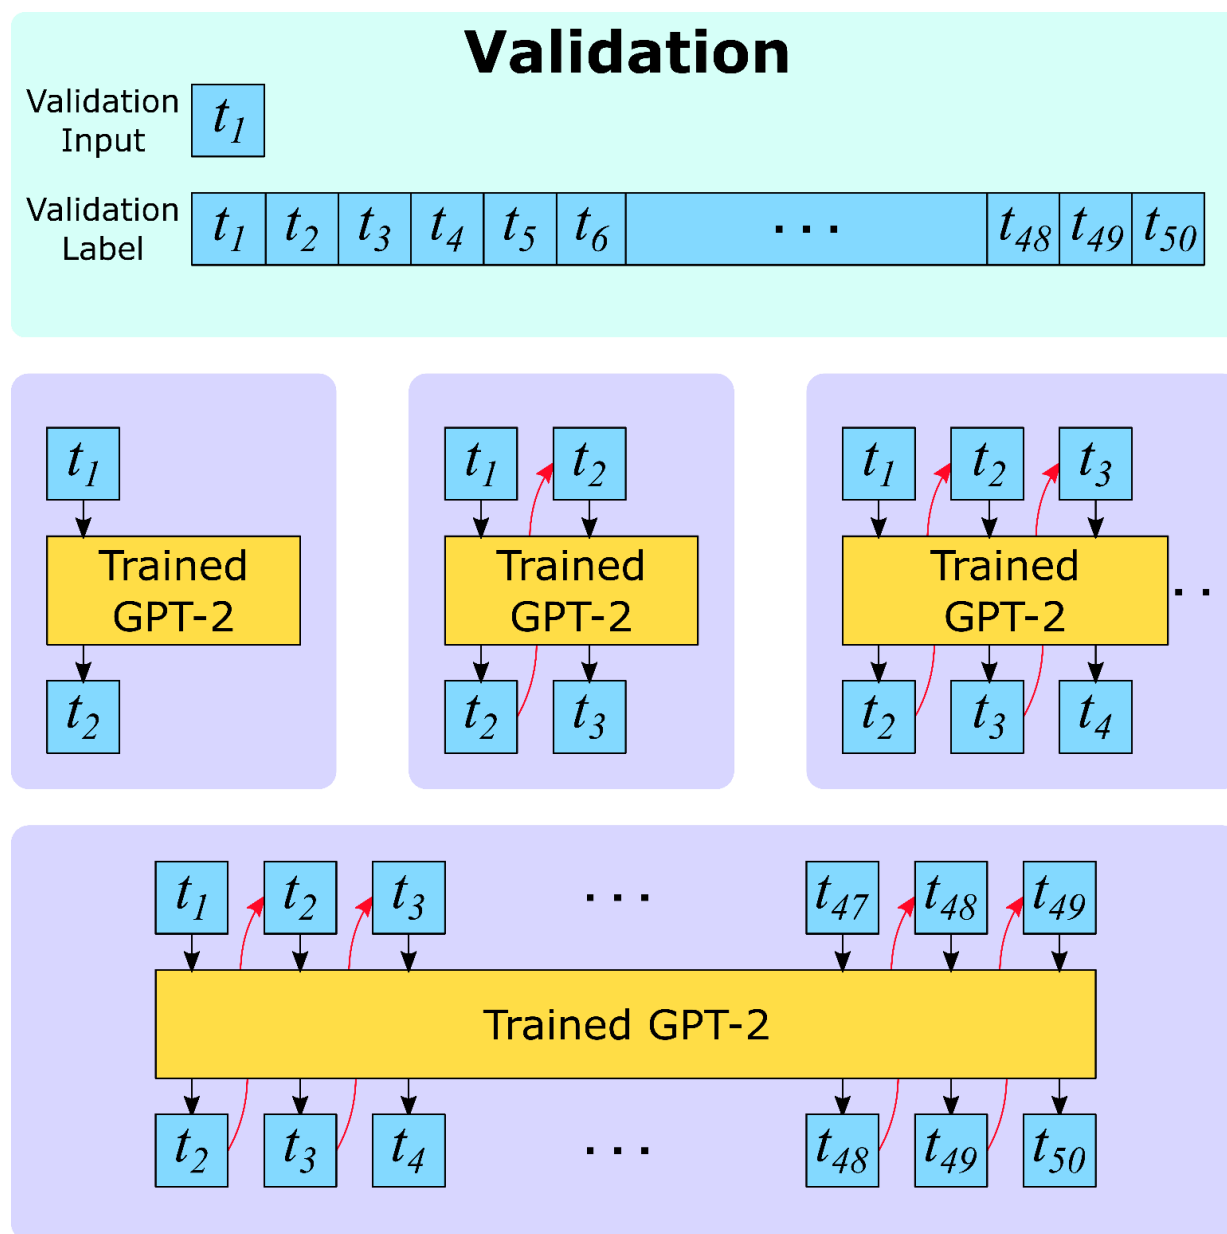 Validation
Validation
Input
t1
Validation
Label
t1 t2 t3 t4 t5 t6 ... t48 t49 t50
t1
Trained
GPT-2
t2
t1 t2
Trained
GPT-2
t2 t3
t1 t2 t3
Trained
GPT-2
..
t2 t3 t4
t1 t2 t3 ... t47 t48 t49
Trained GPT-2
t2 t3 t4 ... t48 t49 t50